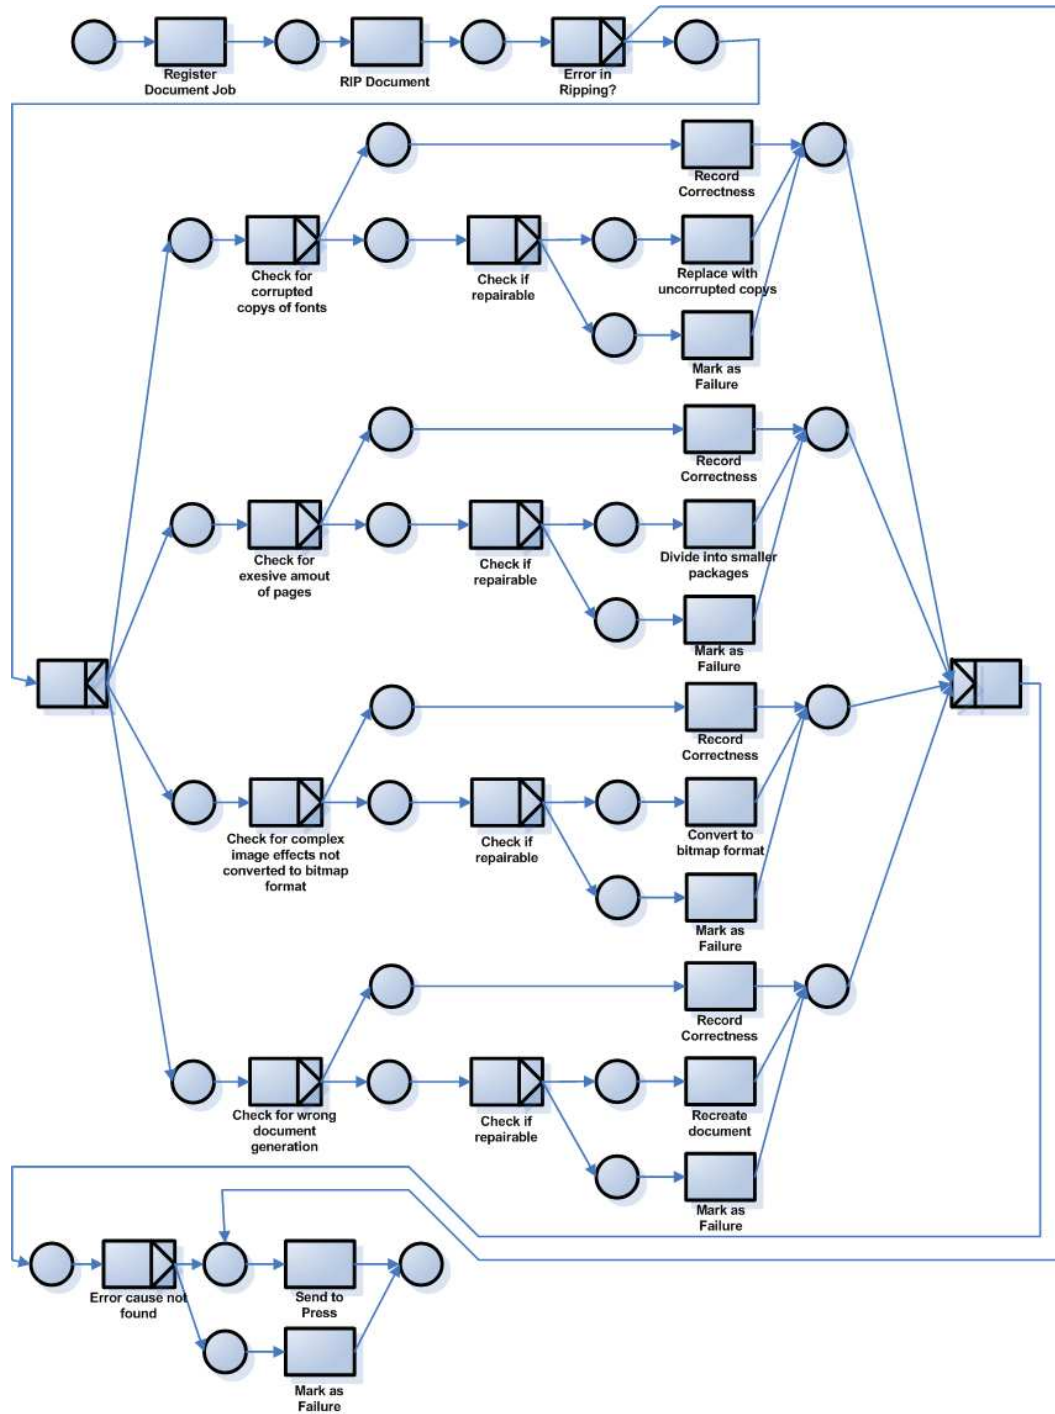 Register
Document Job
RIP Document
Error in
Ripping?
Record
Correctness
Check for
corrupted
copys of fonts
Check if
repairable
Replace with
uncorrupted copys
Mark as
Failure
Record
Correctness
Check for
exesive amout
of pages
Check if
repairable
Divide into smaller
packages
Mark as
Failure
Record
Correctness
Check for complex
image effects not
converted to bitmap
format
Check if
repairable
Convert to
bitmap format
Mark as
Failure
Record
Correctness
Check for wrong
document
generation
Check if
repairable
Recreate
document
Mark as
Failure
Error cause not
found
Send to
Press
Mark as
Failure